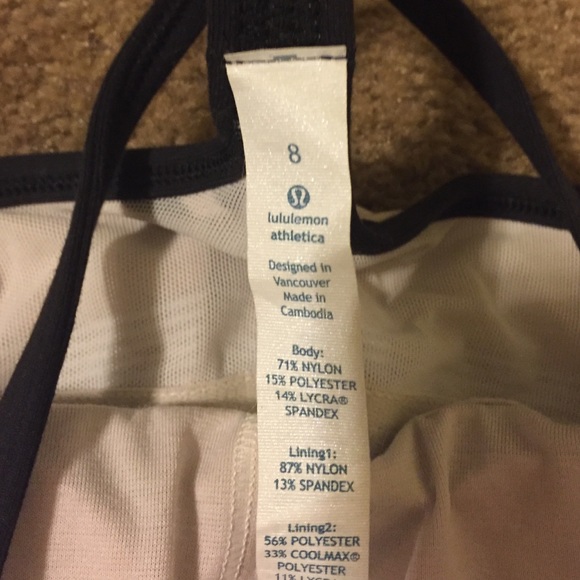 8
lululemon
athletica
Designed in
Vancouver
Made in
Cambodia
Body:
71% NYLON
15% POLYESTER
14% LYCRA®
SPANDEX
Lining1:
87% NYLON
13% SPANDEX
Lining2:
56% POLYESTER
33% COOLMAX®
POLYESTER
11%